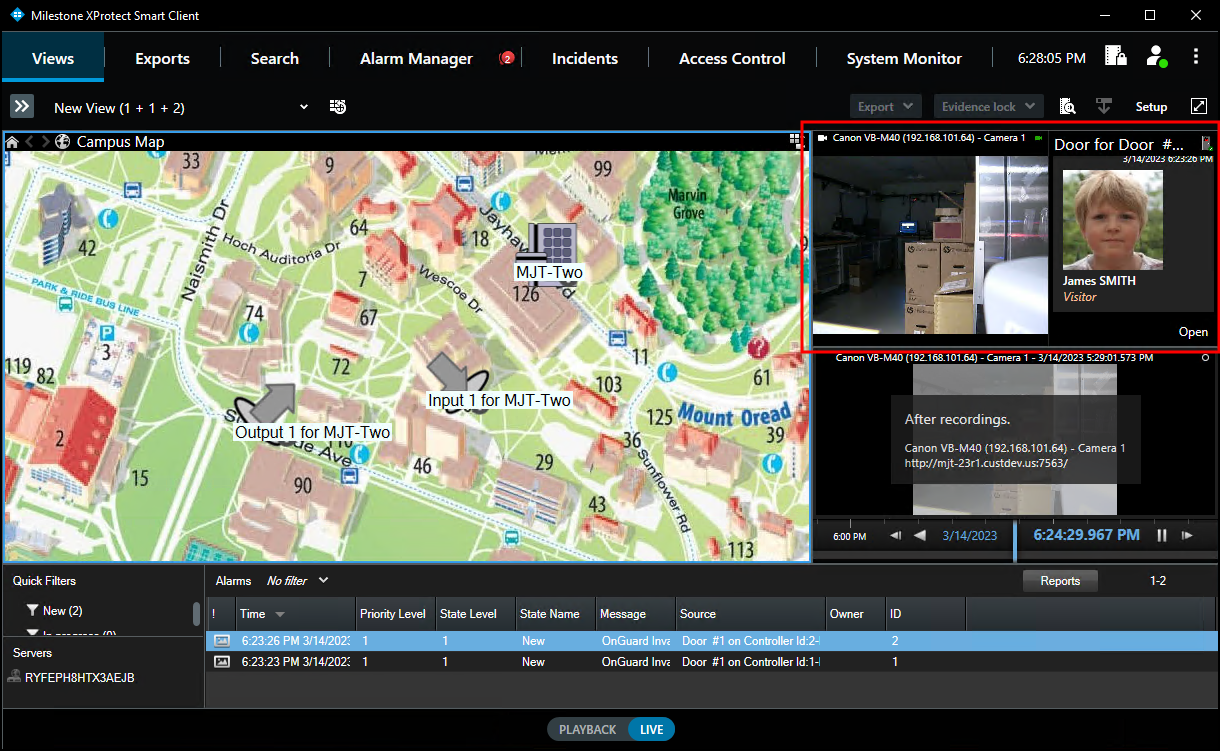 Milestone XProtect Smart Client
Views
Exports
Search
Alarm Manager
2
Incidents
Access Control
System Monitor
6:28:05 PM
New View (1 + 1 + 2)
Export
Evidence lock
Setup
Campus Map
33
9
99
Marvin
Grove
42
Naismith Dr
Hoch Auditoria Dr
64
18
Jayhaw
d
MJT-Two
126
7
Wescoe Dr
PARK & RIDE BUS LINE
74
67
P
3
72
11
?
61
119
82
103
Input 1 for MJT-Two
125
Mount Oread
39
Output 1 for MJT-Two
2
de Ave
36
Sunflower Rd
15
46
29
90
43
113
Canon VB-M40 (192.168.101.64) - Camera 1
Door for Door #...
3/14/2023 6:23:26 PM
James SMITH
Visitor
Open
Canon VB-M40 (192.168.101.64) - Camera 1 - 3/14/2023 5:29:01.573 PM
After recordings.
Canon VB-M40 (192.168.101.64) - Camera 1
http://mjt-23r1.custdev.us:7563/
6:00 PM
3/14/2023
6:24:29.967 PM
Quick Filters
New (2)
Servers
RYFEPH8HTX3AEJB
Alarms No filter
Reports
1-2
! Time Priority Level State Level State Name Message Source Owner ID
6:23:26 PM 3/14/2023 1 1 New OnGuard Inva Door #1 on Controller Id:2- 2
6:23:23 PM 3/14/2023 1 1 New OnGuard Inva Door #1 on Controller Id:1- 1
PLAYBACK LIVE